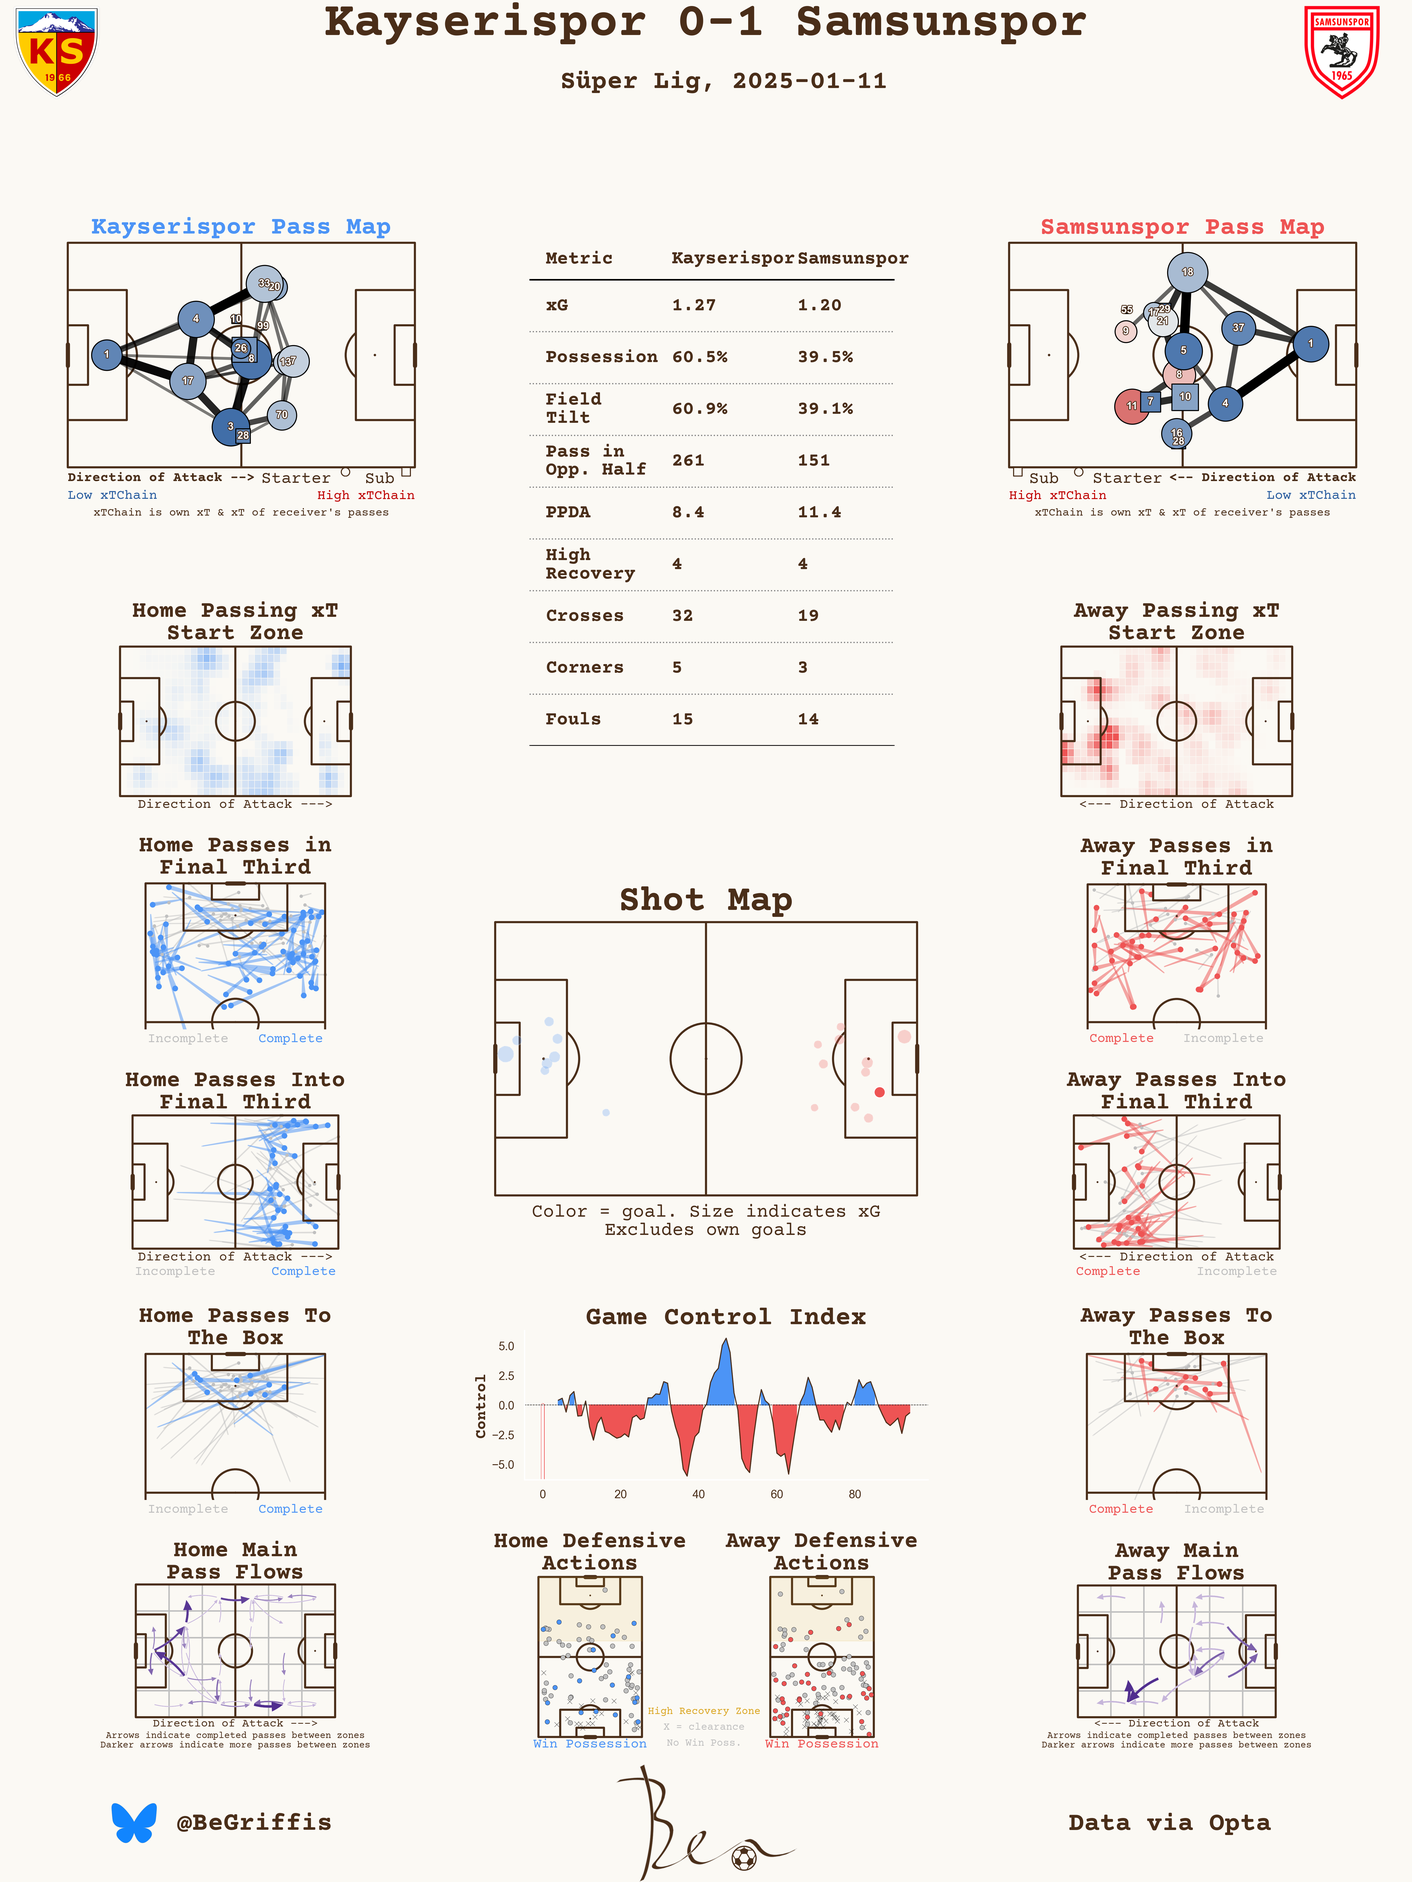 Kayserispor 0-1 Samsunspor
Süper Lig, 2025-01-11
KS
1966
SAMSUNSPOR
1965
Kayserispor Pass Map
1
4
17
3
28
33
20
10
99
26
8
137
70
Direction of Attack --> Starter Sub
Low xTChain High xTChain
xTChain is own xT & xT of receiver's passes
Metric Kayserispor Samsunspor
xG 1.27 1.20
Possession 60.5% 39.5%
Field
Tilt 60.9% 39.1%
Pass in
Opp. Half 261 151
PPDA 8.4 11.4
High
Recovery 4 4
Crosses 32 19
Corners 5 3
Fouls 15 14
Samsunspor Pass Map
18
55
17
29
21
9
37
1
5
8
11
7
10
4
16
28
Sub Starter <-- Direction of Attack
High xTChain Low xTChain
xTChain is own xT & xT of receiver's passes
Home Passing xT
Start Zone
Direction of Attack --->
Away Passing xT
Start Zone
<--- Direction of Attack
Home Passes in
Final Third
Incomplete Complete
Away Passes in
Final Third
Complete Incomplete
Shot Map
Color = goal. Size indicates xG
Excludes own goals
Home Passes Into
Final Third
Direction of Attack --->
Incomplete Complete
Away Passes Into
Final Third
<--- Direction of Attack
Complete Incomplete
Home Passes To
The Box
Incomplete Complete
Game Control Index
Control
5.0
2.5
0.0
−2.5
−5.0
0 20 40 60 80
Away Passes To
The Box
Complete Incomplete
Home Main
Pass Flows
Direction of Attack --->
Arrows indicate completed passes between zones
Darker arrows indicate more passes between zones
Home Defensive
Actions
Win Possession
Away Defensive
Actions
Win Possession
High Recovery Zone
X = clearance
No Win Poss.
Away Main
Pass Flows
<--- Direction of Attack
Arrows indicate completed passes between zones
Darker arrows indicate more passes between zones
@BeGriffis
Ben
Data via Opta